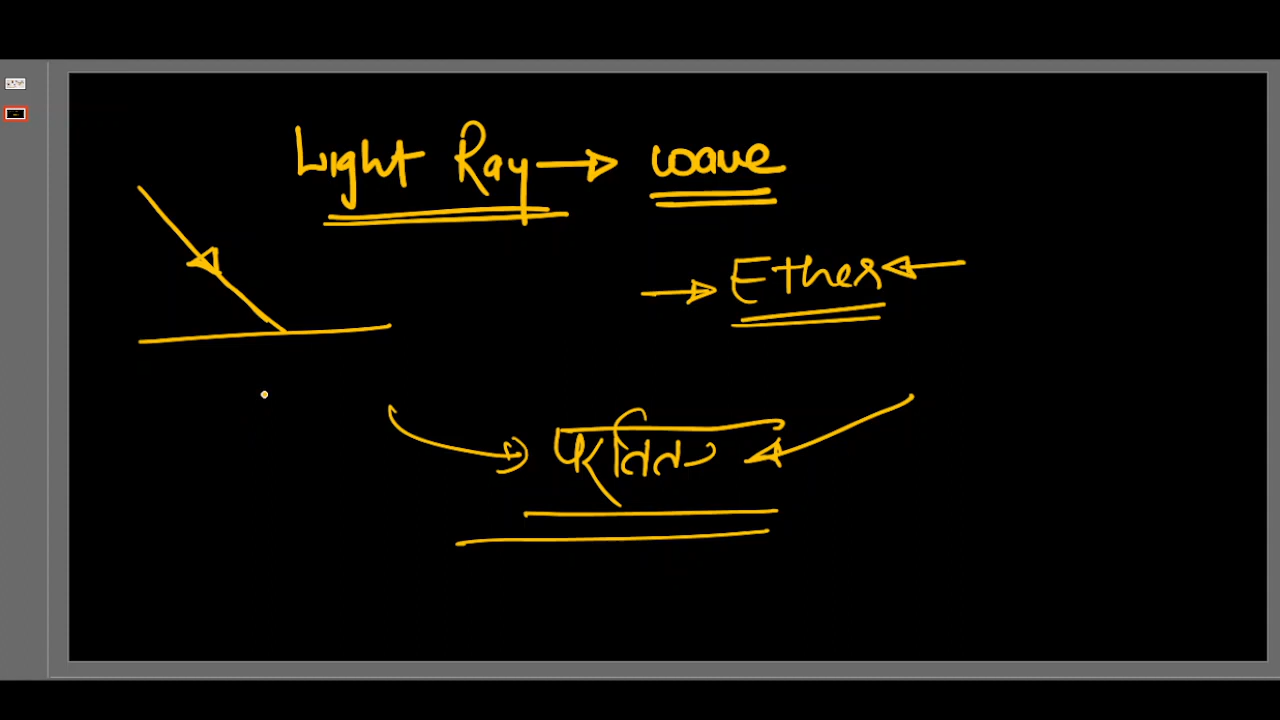 Light Ray → wave
→ Ether ←